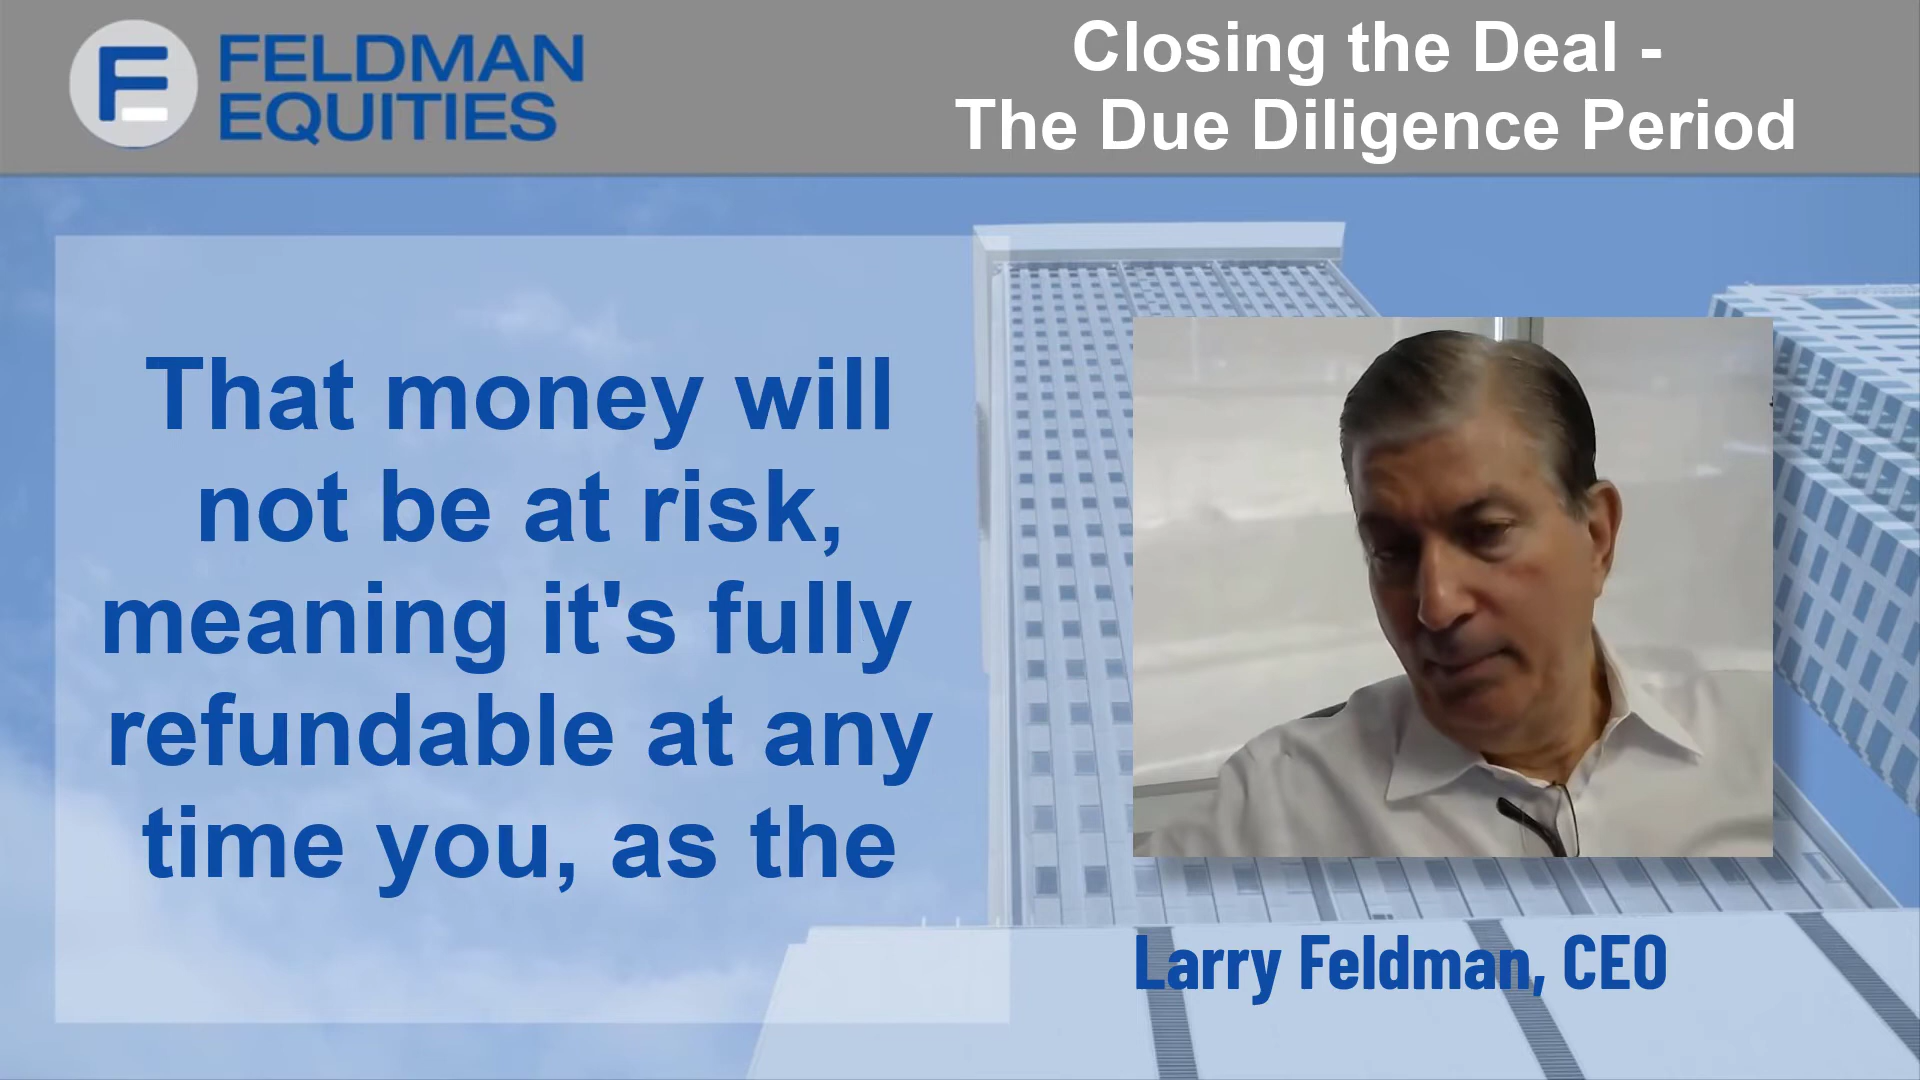 FELDMAN
EQUITIES
Closing the Deal -
The Due Diligence Period
That money will
not be at risk,
meaning it's fully
refundable at any
time you, as the
Larry Feldman, CEO